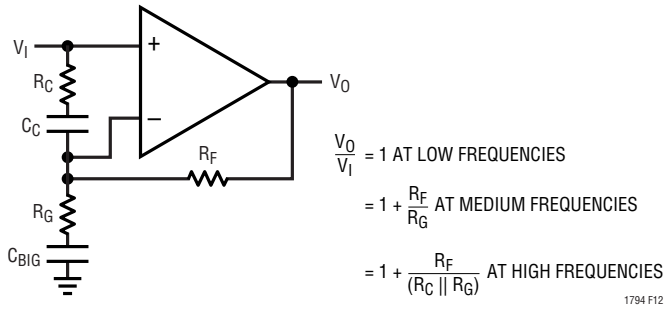 V_I
+
R_C
C_C
−
R_F
V_O
R_G
C_BIG
V_O/V_I = 1 AT LOW FREQUENCIES
= 1 + R_F/R_G AT MEDIUM FREQUENCIES
= 1 + R_F/(R_C || R_G) AT HIGH FREQUENCIES
1794 F12